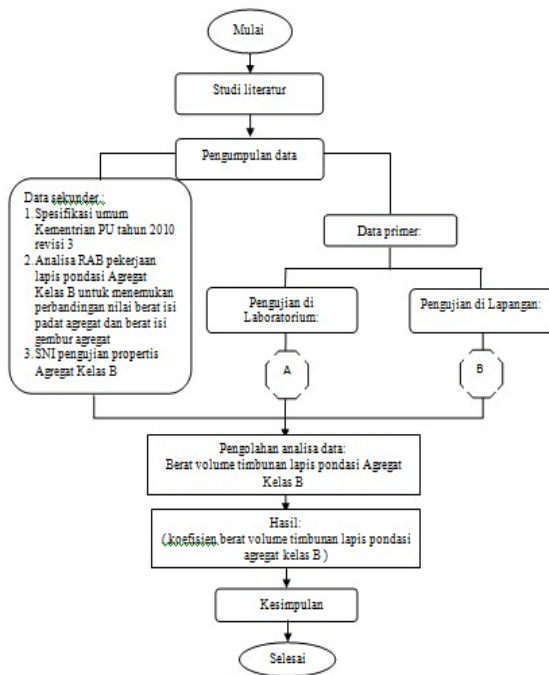 Mulai
Studi literatur
Pengumpulan data
Data sekunder :
1. Spesifikasi umum
Kementrian PU tahun 2010
revisi 3
2. Analisa RAB pekerjaan
lapis pondasi Agregat
Kelas B untuk menemukan
perbandingan nilai berat isi
padat agregat dan berat isi
gembur agregat
3. SNI pengujian propertis
Agregat Kelas B
Data primer:
Pengujian di
Laboratorium:
Pengujian di Lapangan:
A
B
Pengolahan analisa data:
Berat volume timbunan lapis pondasi Agregat
Kelas B
Hasil:
( koefisien berat volume timbunan lapis pondasi
agregat kelas B )
Kesimpulan
Selesai